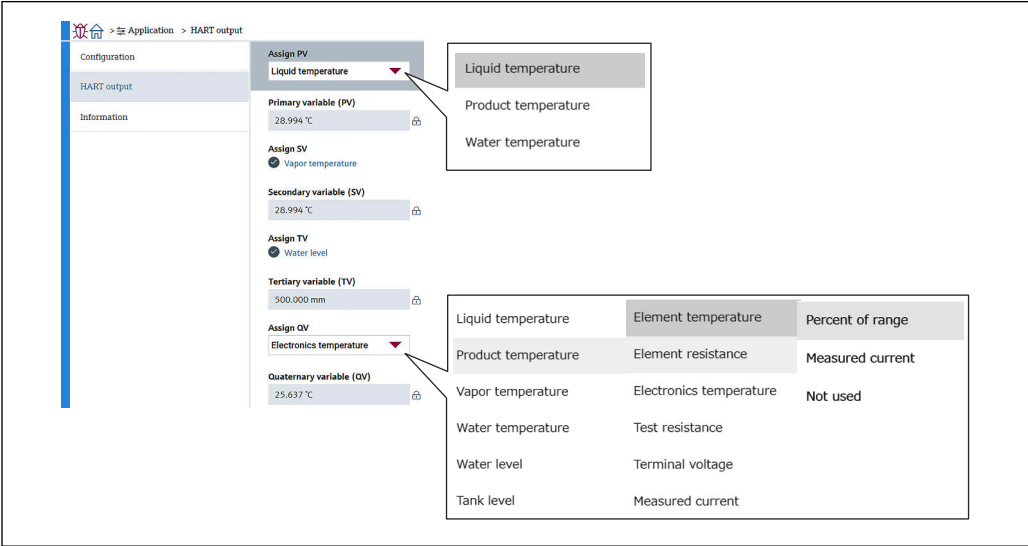 > Application > HART output
Configuration
HART output
Information
Assign PV
Liquid temperature
Primary variable (PV)
28.994 °C
Assign SV
Vapor temperature
Secondary variable (SV)
28.994 °C
Assign TV
Water level
Tertiary variable (TV)
500.000 mm
Assign QV
Electronics temperature
Quaternary variable (QV)
25.637 °C
Liquid temperature
Product temperature
Water temperature
Liquid temperature
Product temperature
Vapor temperature
Water temperature
Water level
Tank level
Element temperature
Element resistance
Electronics temperature
Test resistance
Terminal voltage
Measured current
Percent of range
Measured current
Not used